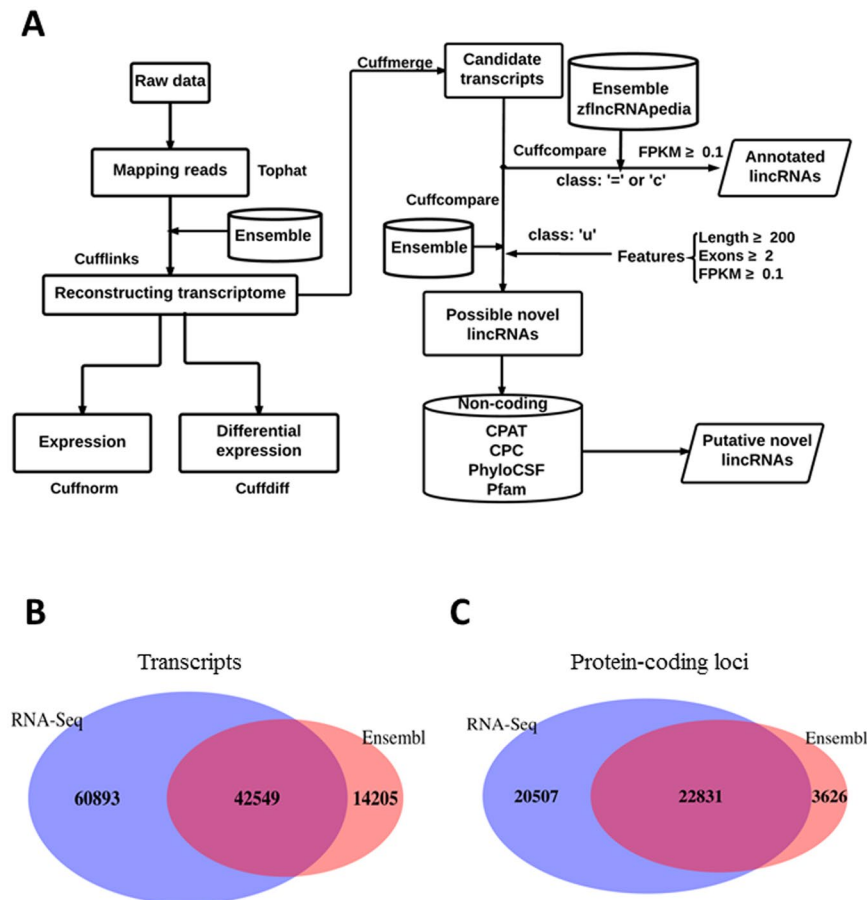 A
Raw data
Mapping reads
Tophat
Ensemble
Cufflinks
Reconstructing transcriptome
Expression
Differential
expression
Cuffnorm
Cuffdiff
Cuffmerge
Candidate
transcripts
Ensemble
zflncRNApedia
Cuffcompare
FPKM ≥ 0.1
class: '=' or 'c'
Annotated
lincRNAs
Cuffcompare
Ensemble
class: 'u'
Features
Length ≥ 200
Exons ≥ 2
FPKM ≥ 0.1
Possible novel
lincRNAs
Non-coding
CPAT
CPC
PhyloCSF
Pfam
Putative novel
lincRNAs
B
Transcripts
RNA-Seq
Ensembl
60893
42549
14205
C
Protein-coding loci
RNA-Seq
Ensembl
20507
22831
3626